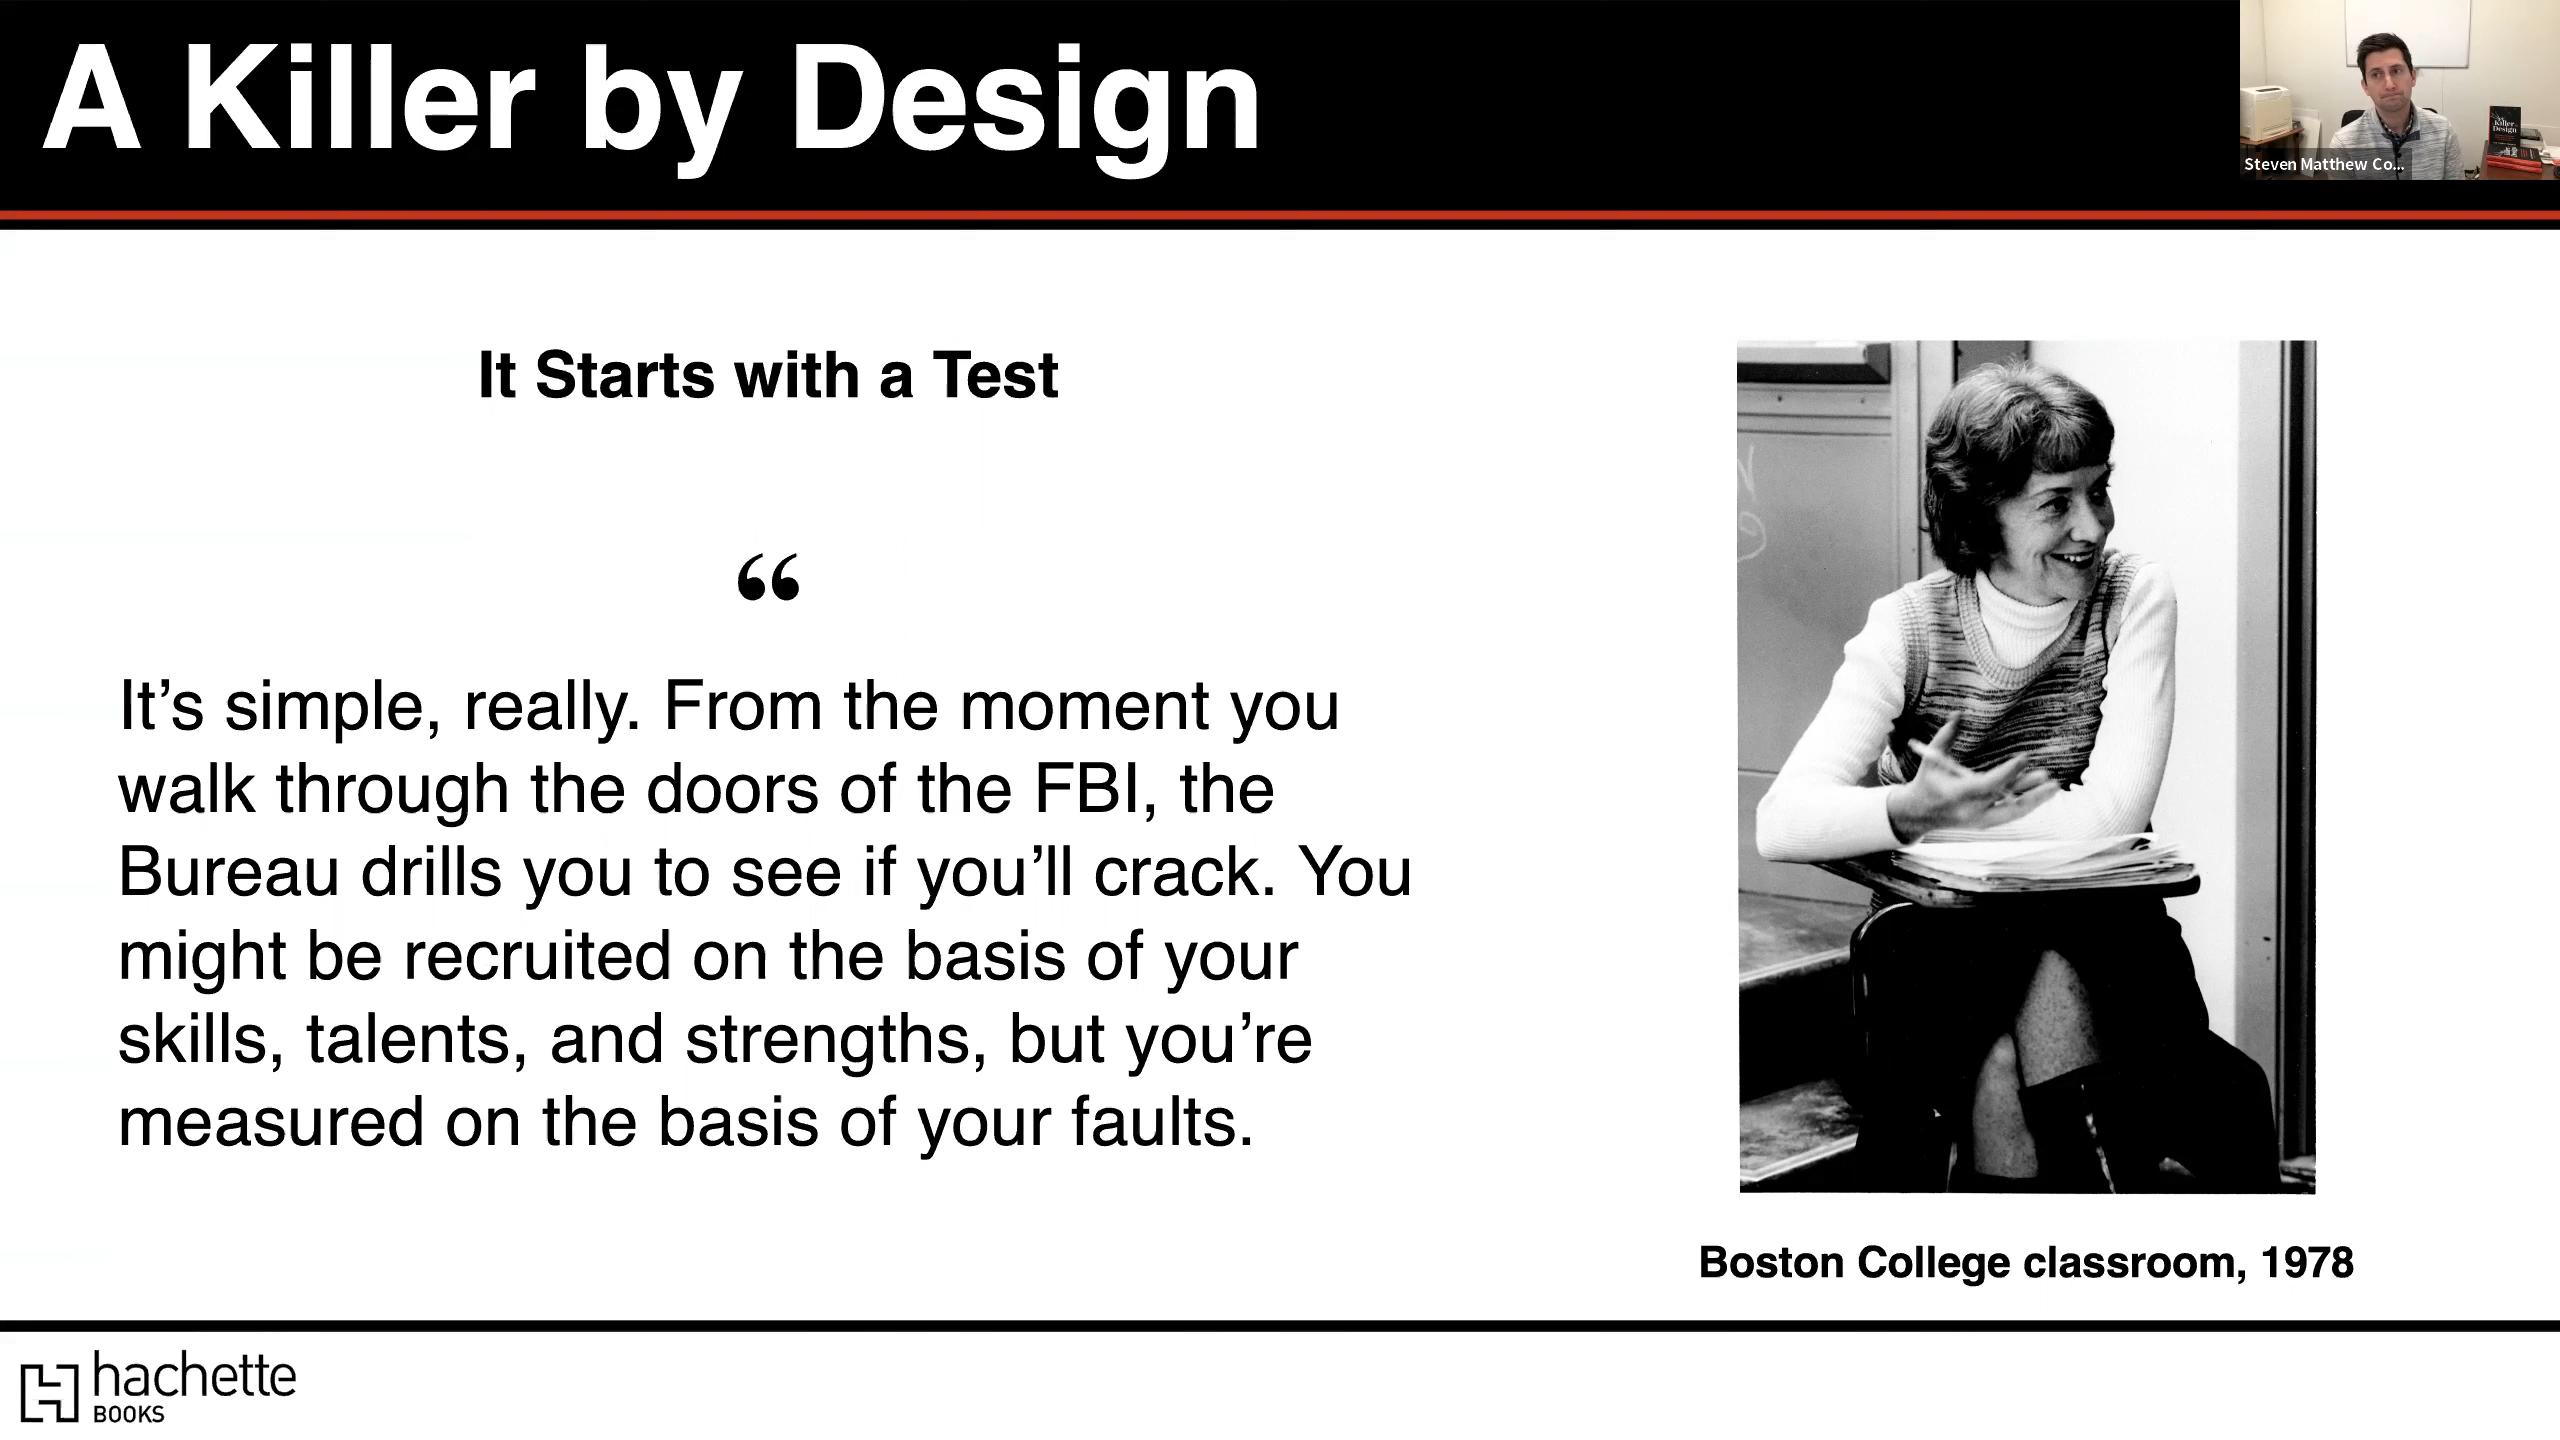 A Killer by Design
Steven Matthew Co...
Killer
Design
It Starts with a Test
“
It’s simple, really. From the moment you
walk through the doors of the FBI, the
Bureau drills you to see if you’ll crack. You
might be recruited on the basis of your
skills, talents, and strengths, but you’re
measured on the basis of your faults.
Boston College classroom, 1978
hachette
BOOKS